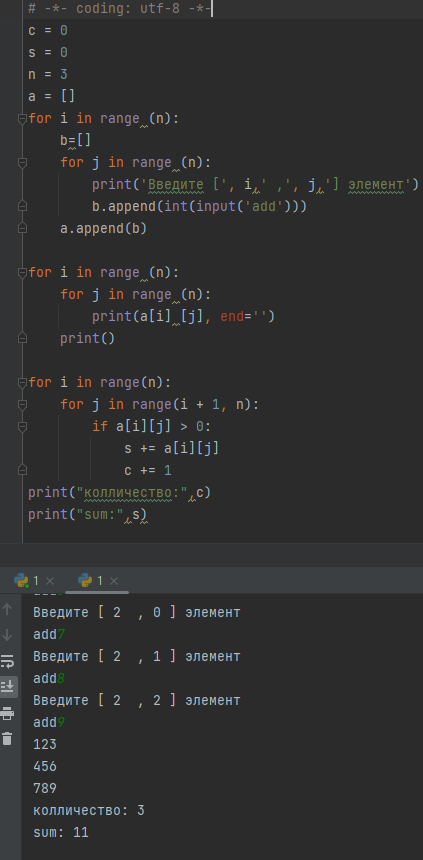 # -*- coding: utf-8 -*-
c = 0
s = 0
n = 3
a = []
for i in range (n):
    b=[]
    for j in range (n):
        print('Введите [', i,' ,', j,'] элемент')
        b.append(int(input('add')))
    a.append(b)
for i in range (n):
    for j in range (n):
        print(a[i] [j], end='')
    print()
for i in range(n):
    for j in range(i + 1, n):
        if a[i][j] > 0:
            s += a[i][j]
            c += 1
print("колличество:",c)
print("sum:",s)
1 1
Введите [ 2  , 0 ] элемент
add7
Введите [ 2  , 1 ] элемент
add8
Введите [ 2  , 2 ] элемент
add9
123
456
789
колличество: 3
sum: 11